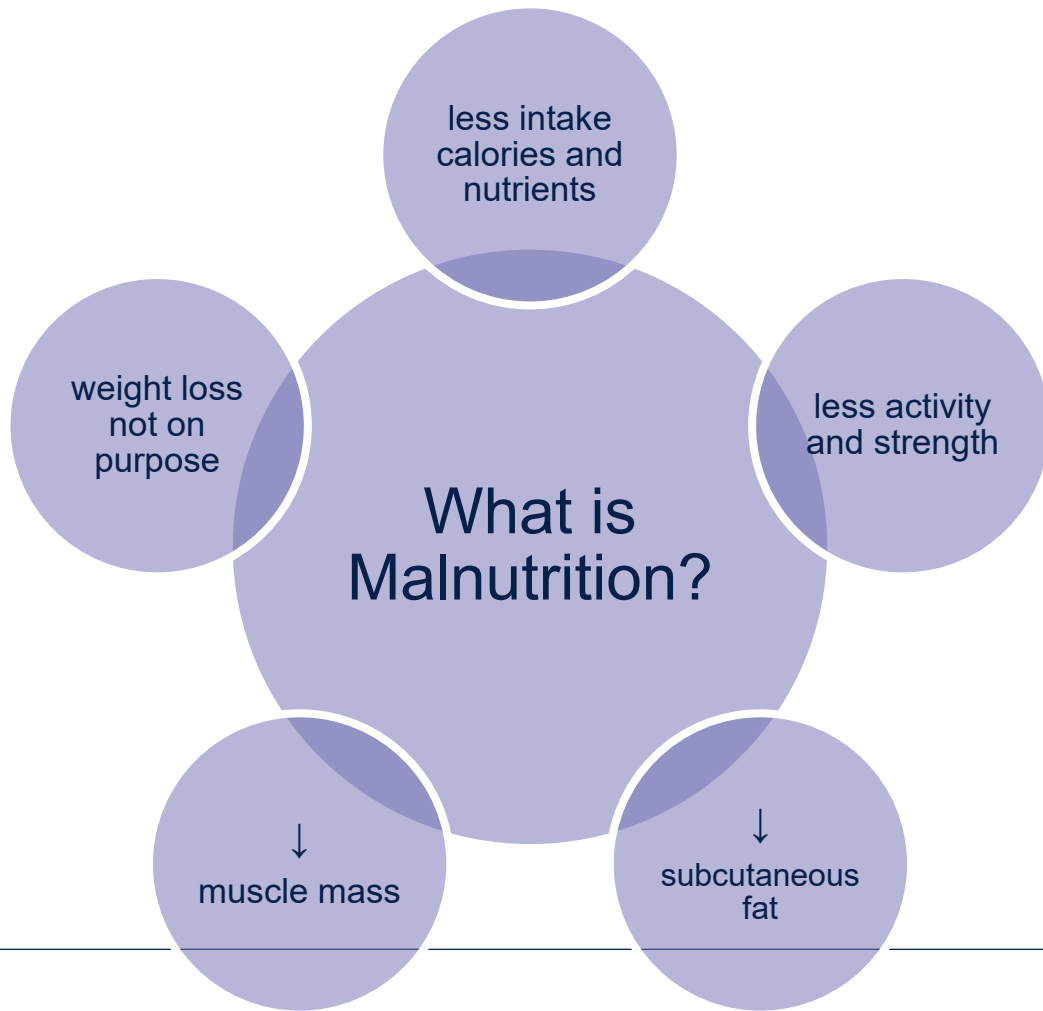 less intake
calories and
nutrients
less activity
and strength
↓
subcutaneous
fat
↓
muscle mass
weight loss
not on
purpose
What is
Malnutrition?